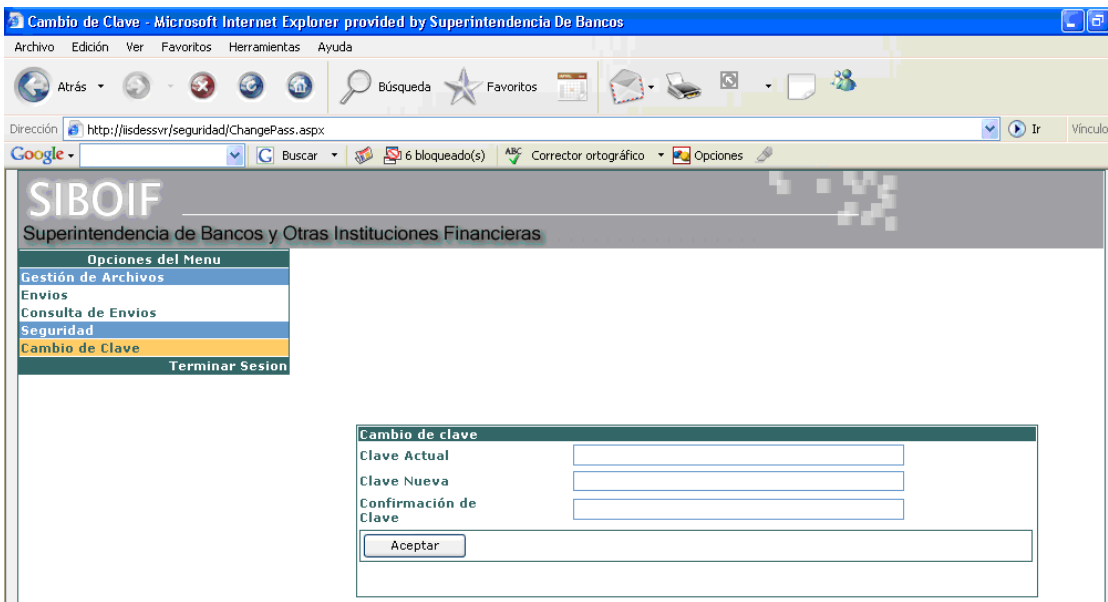 Cambio de Clave - Microsoft Internet Explorer provided by Superintendencia De Bancos
Archivo Edición Ver Favoritos Herramientas Ayuda
Atrás Búsqueda Favoritos
Dirección http://iisdessvr/seguridad/ChangePass.aspx Ir Vínculo
Google Buscar 6 bloqueado(s) ABC Corrector ortográfico Opciones
SIBOIF
Superintendencia de Bancos y Otras Instituciones Financieras
Opciones del Menu
Gestión de Archivos
Envios
Consulta de Envios
Seguridad
Cambio de Clave
Terminar Sesion
Cambio de clave
Clave Actual
Clave Nueva
Confirmación de
Clave
Aceptar